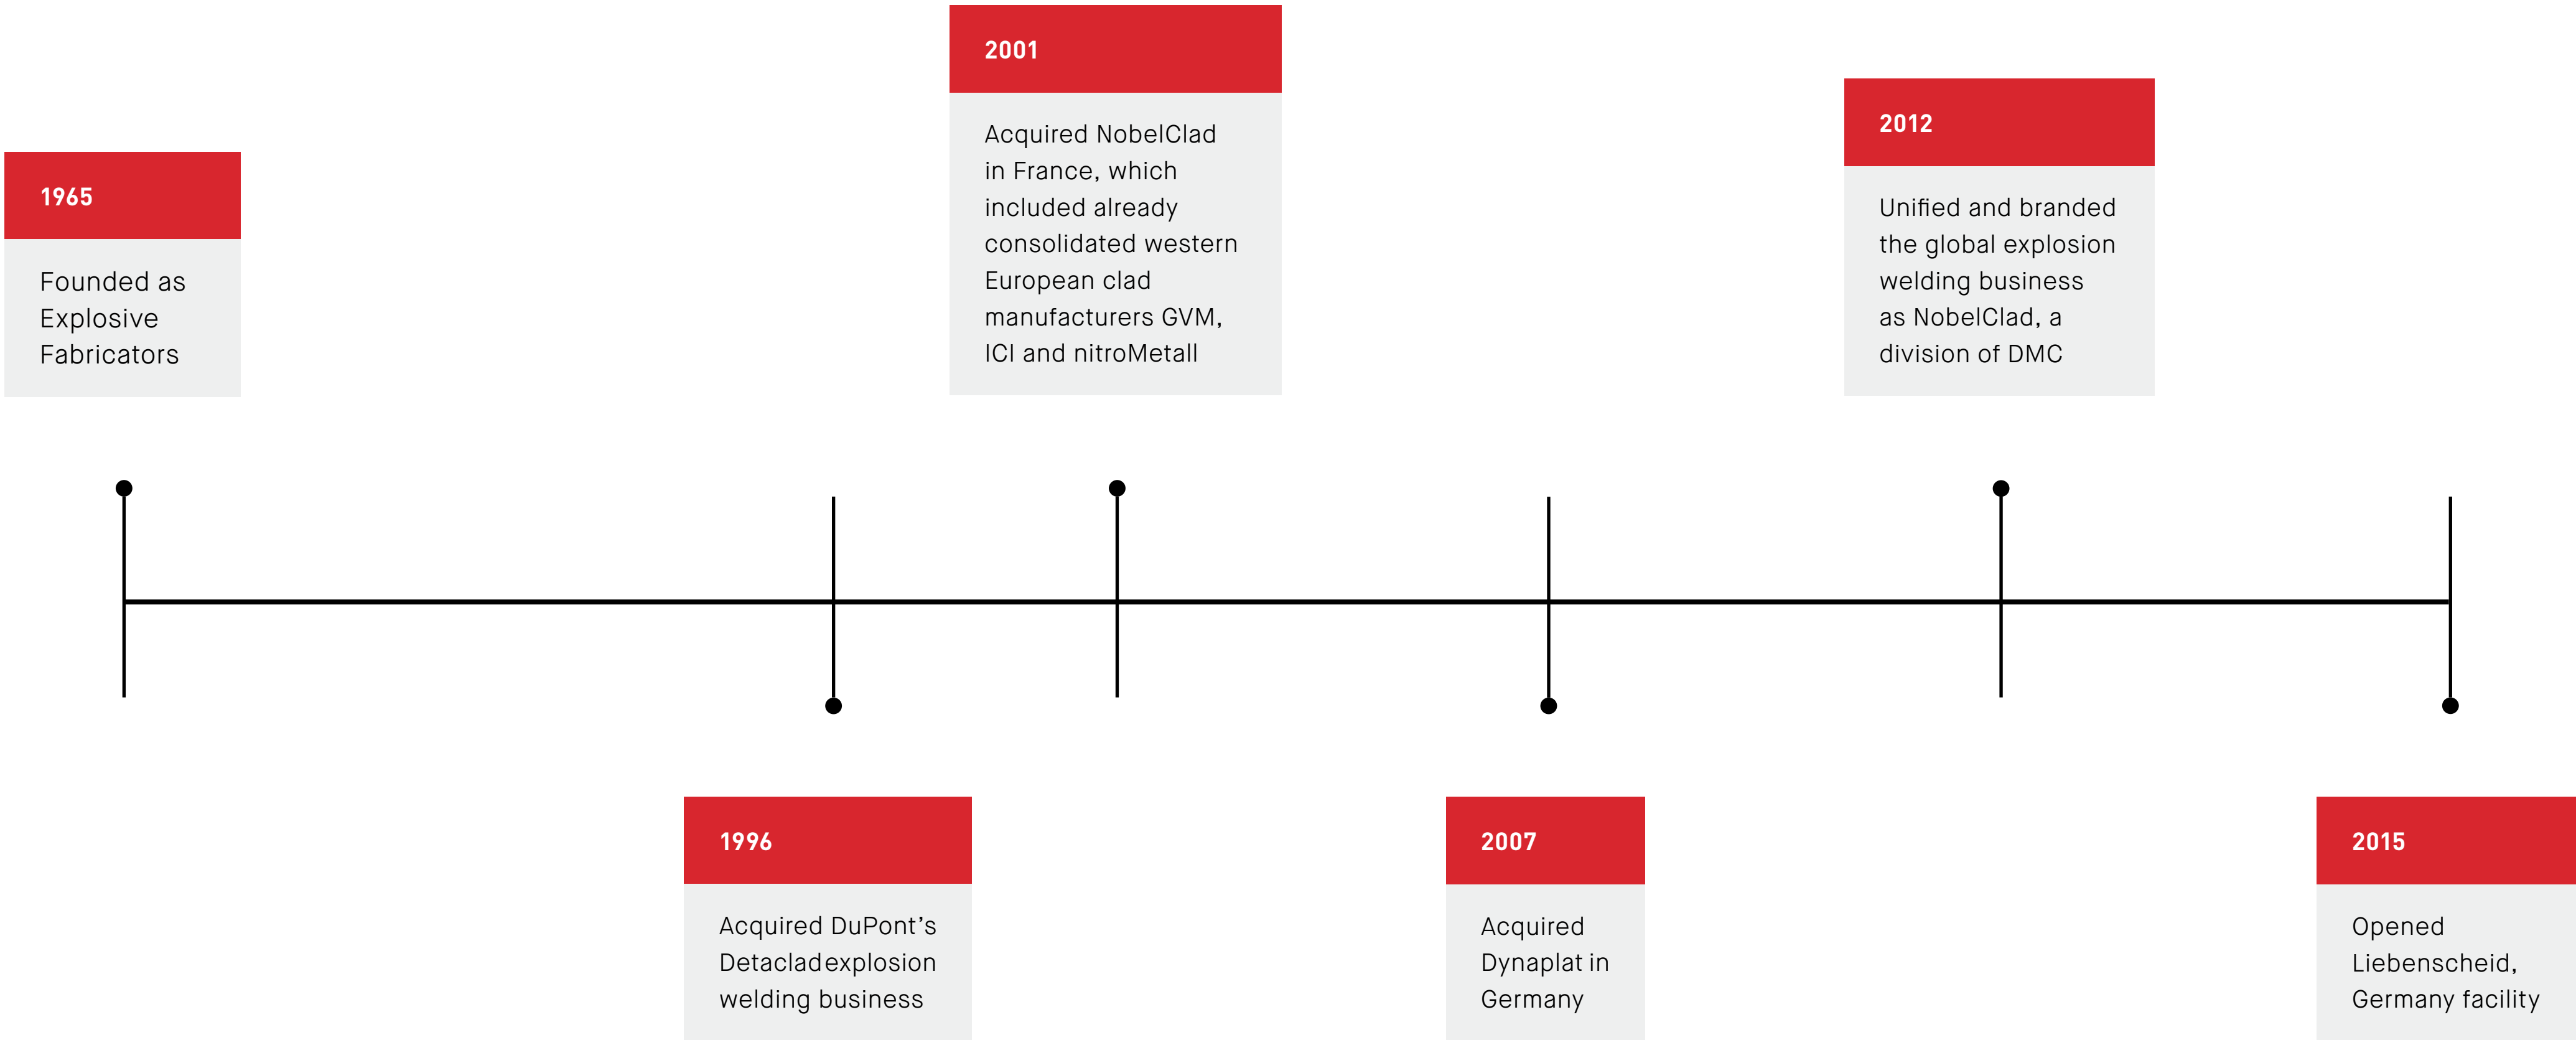 1965
Founded as
Explosive
Fabricators
1996
Acquired DuPont’s
Detaclad explosion
welding business
2001
Acquired NobelClad
in France, which
included already
consolidated western
European clad
manufacturers GVM,
ICI and nitroMetall
2007
Acquired
Dynaplat in
Germany
2012
Unified and branded
the global explosion
welding business
as NobelClad, a
division of DMC
2015
Opened
Liebenscheid,
Germany facility